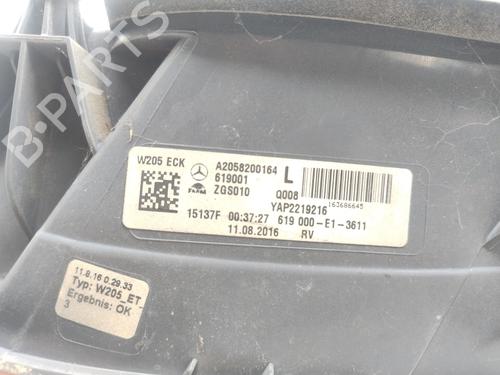 B-PARTS
W205 ECK A2058200164 L
619001
ZGS010 Q008
YAP2219216
163686645
15137F 00:37:27 619 000-E1-3611
11.08.2016 RV
11.8.16 0.29.33
Typ: W205_ET
Ergebnis: OK
3